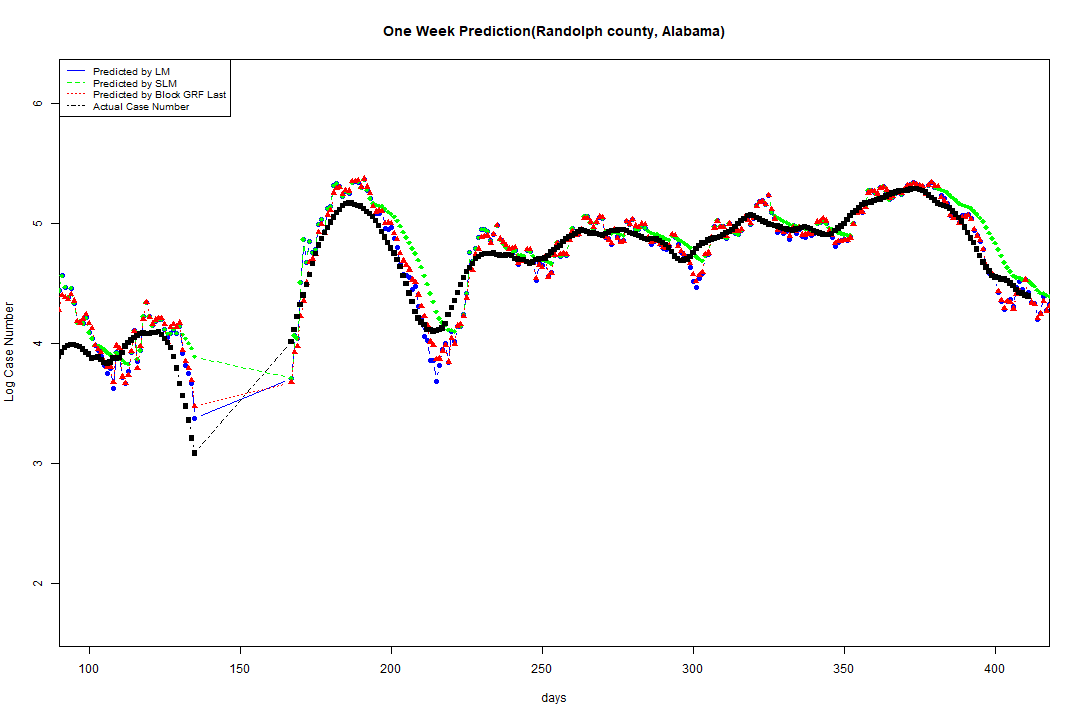 One Week Prediction(Randolph county, Alabama)
Predicted by LM
Predicted by SLM
Predicted by Block GRF Last
Actual Case Number
6
5
4
3
2
Log Case Number
100 150 200 250 300 350 400
days